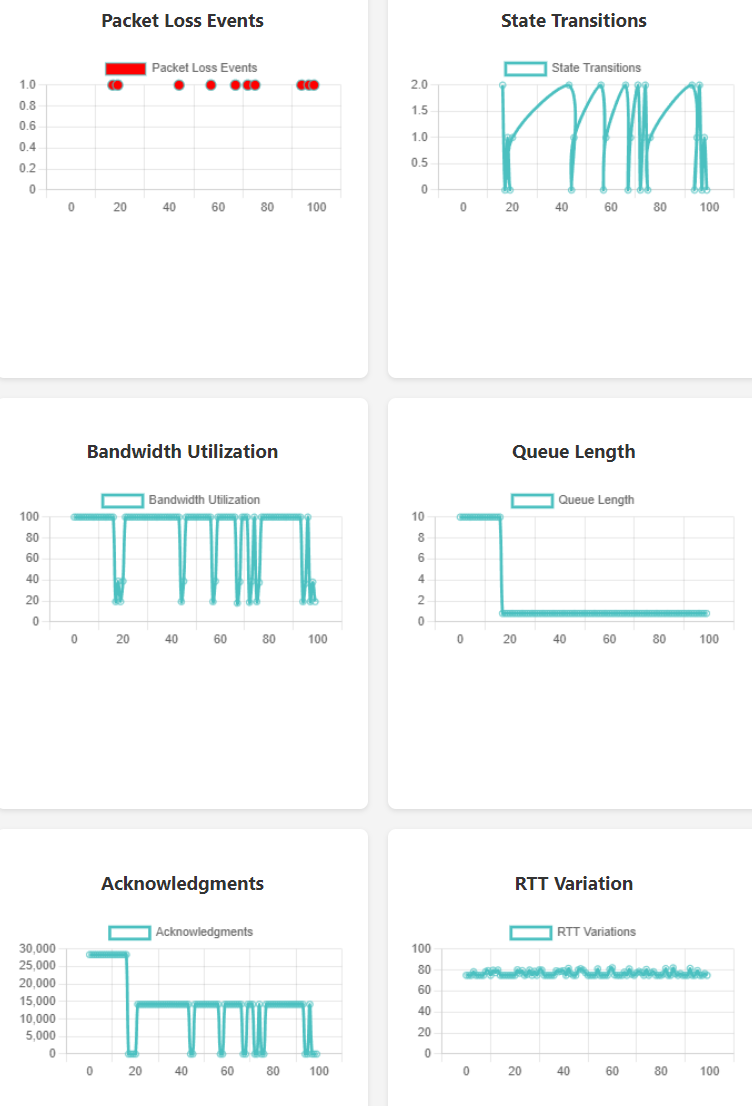 Packet Loss Events
State Transitions
Packet Loss Events
State Transitions
1.0
0.8
0.6
0.4
0.2
0
0 20 40 60 80 100
2.0
1.5
1.0
0.5
0
0 20 40 60 80 100
Bandwidth Utilization
Queue Length
Bandwidth Utilization
Queue Length
100
80
60
40
20
0
0 20 40 60 80 100
10
8
6
4
2
0
0 20 40 60 80 100
Acknowledgments
RTT Variation
Acknowledgments
RTT Variations
30,000
25,000
20,000
15,000
10,000
5,000
0
0 20 40 60 80 100
100
80
60
40
20
0
0 20 40 60 80 100